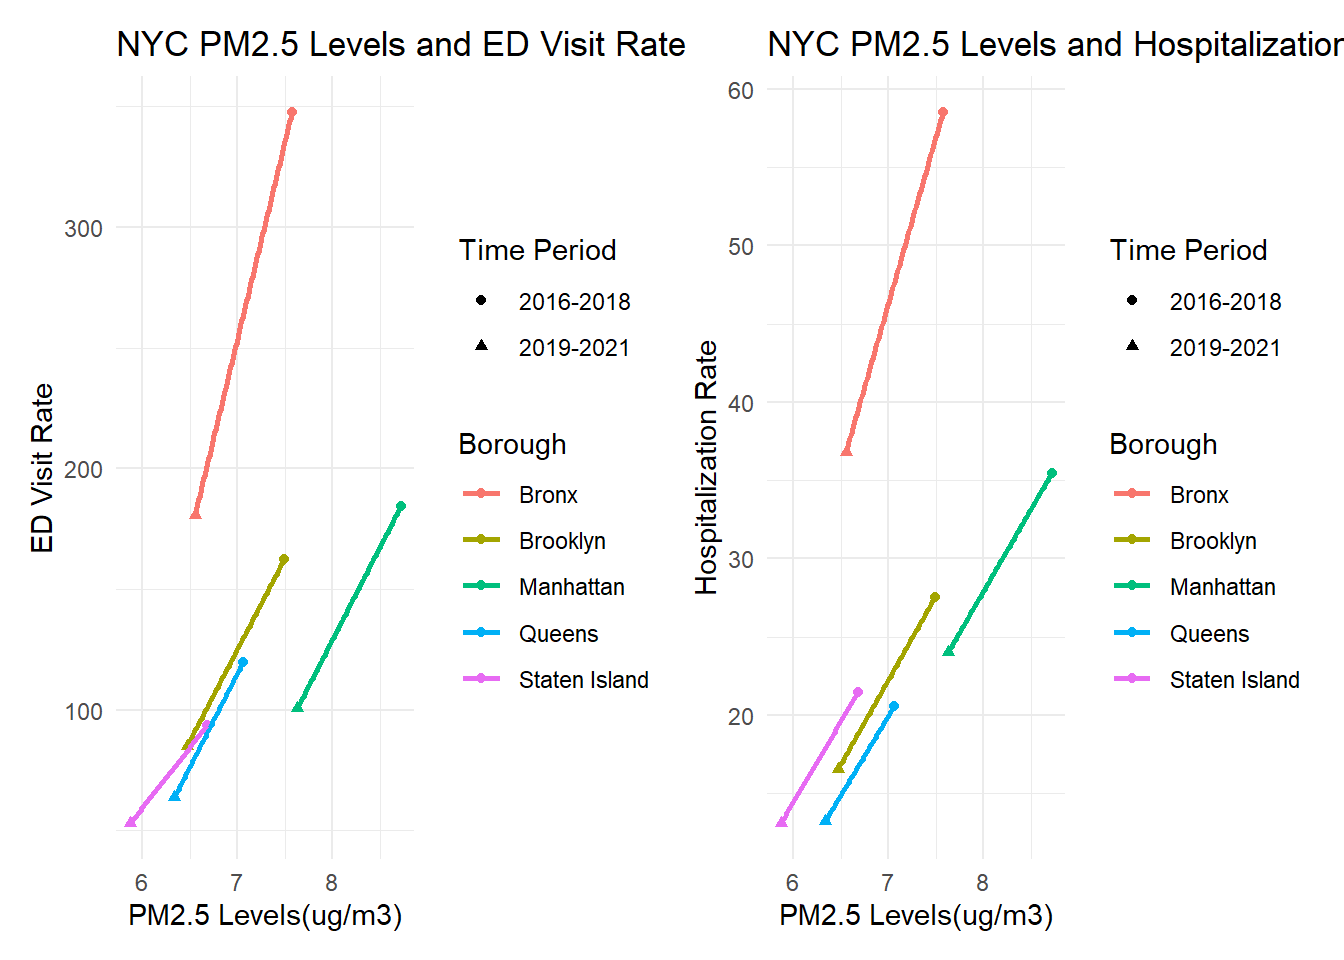 NYC PM2.5 Levels and ED Visit Rate
ED Visit Rate
300
200
100
6 7 8
PM2.5 Levels(ug/m3)
Time Period
2016-2018
2019-2021
Borough
Bronx
Brooklyn
Manhattan
Queens
Staten Island
NYC PM2.5 Levels and Hospitalization
Hospitalization Rate
60
50
40
30
20
6 7 8
PM2.5 Levels(ug/m3)
Time Period
2016-2018
2019-2021
Borough
Bronx
Brooklyn
Manhattan
Queens
Staten Island